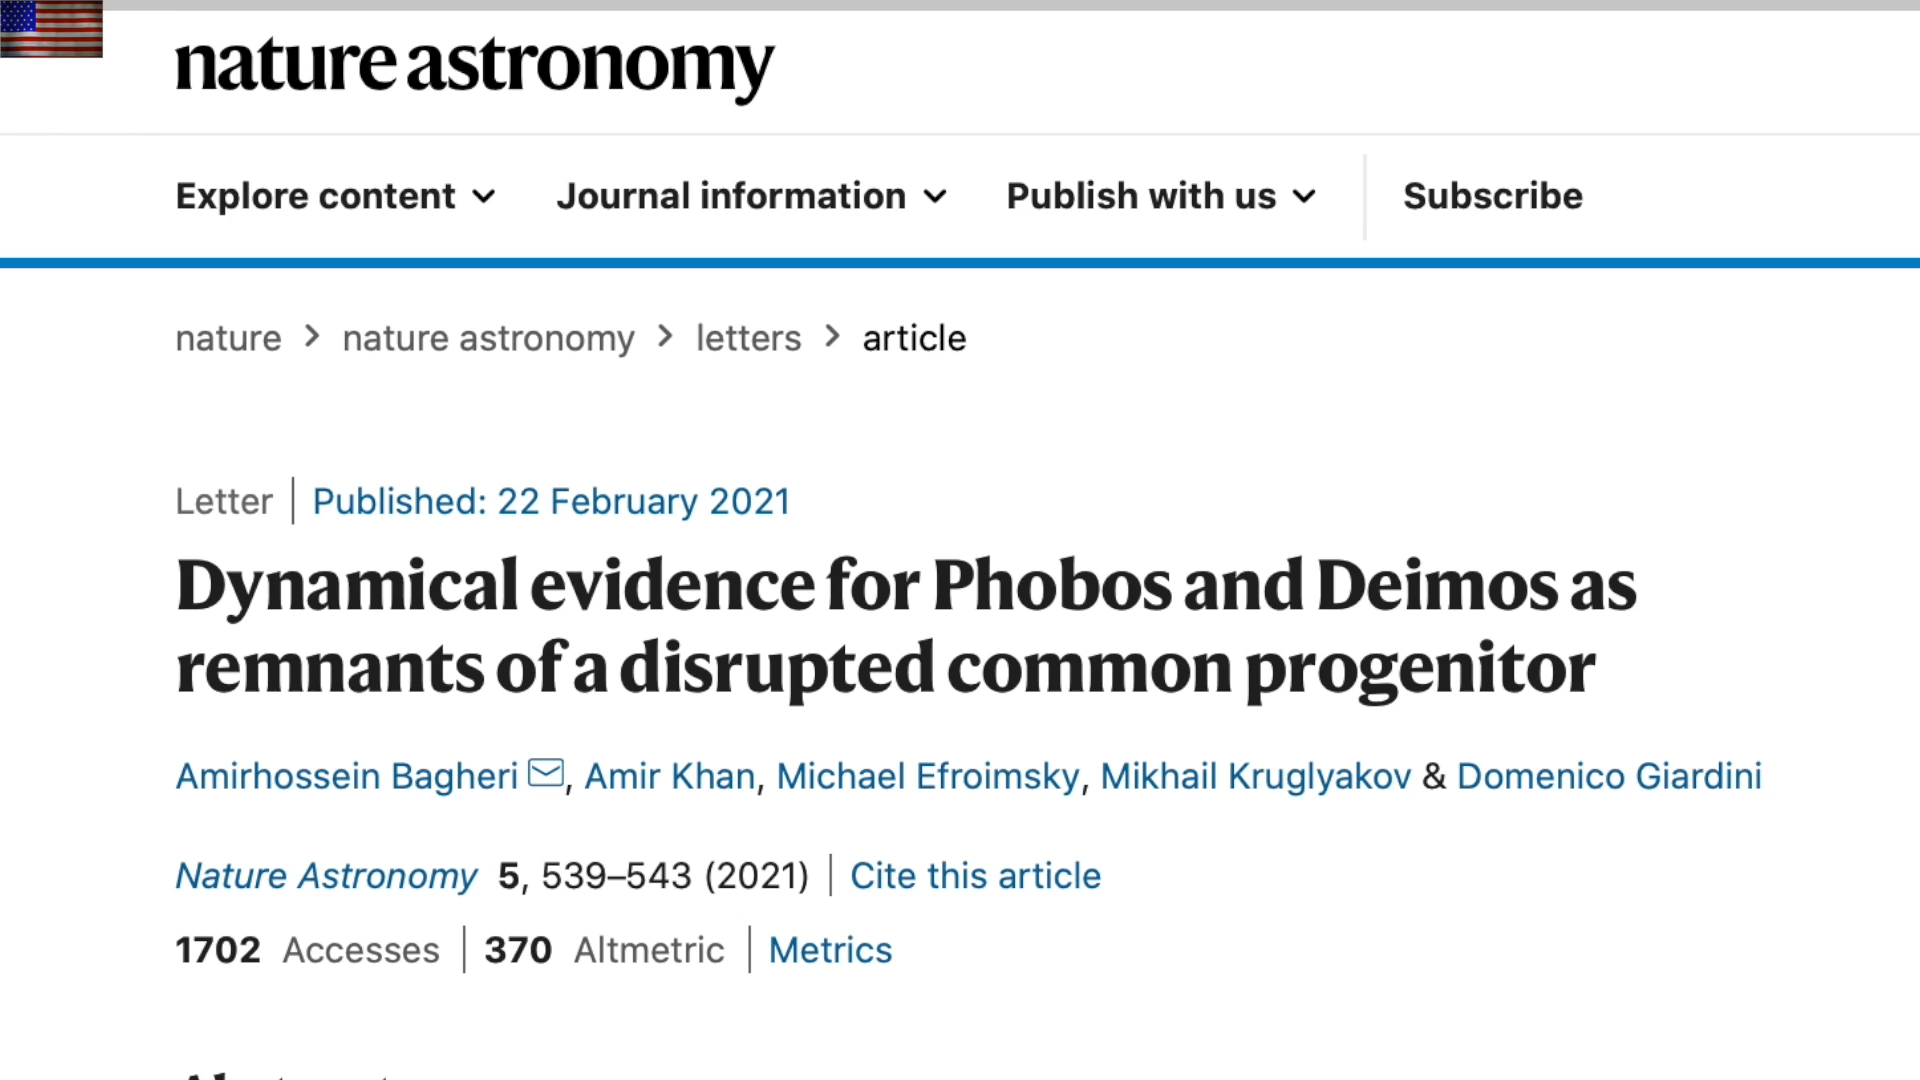 nature astronomy
Explore content Journal information Publish with us Subscribe
nature > nature astronomy > letters > article
Letter | Published: 22 February 2021
Dynamical evidence for Phobos and Deimos as
remnants of a disrupted common progenitor
Amirhossein Bagheri, Amir Khan, Michael Efroimsky, Mikhail Kruglyakov & Domenico Giardini
Nature Astronomy 5, 539–543 (2021) | Cite this article
1702 Accesses | 370 Altmetric | Metrics